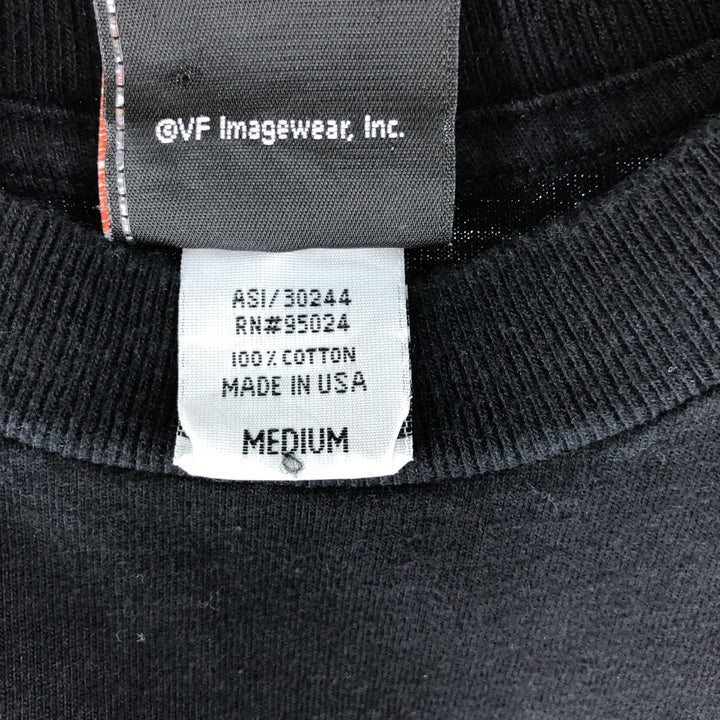 ©VF Imagewear, Inc.
ASI/30244
RN#95024
100% COTTON
MADE IN USA
MEDIUM